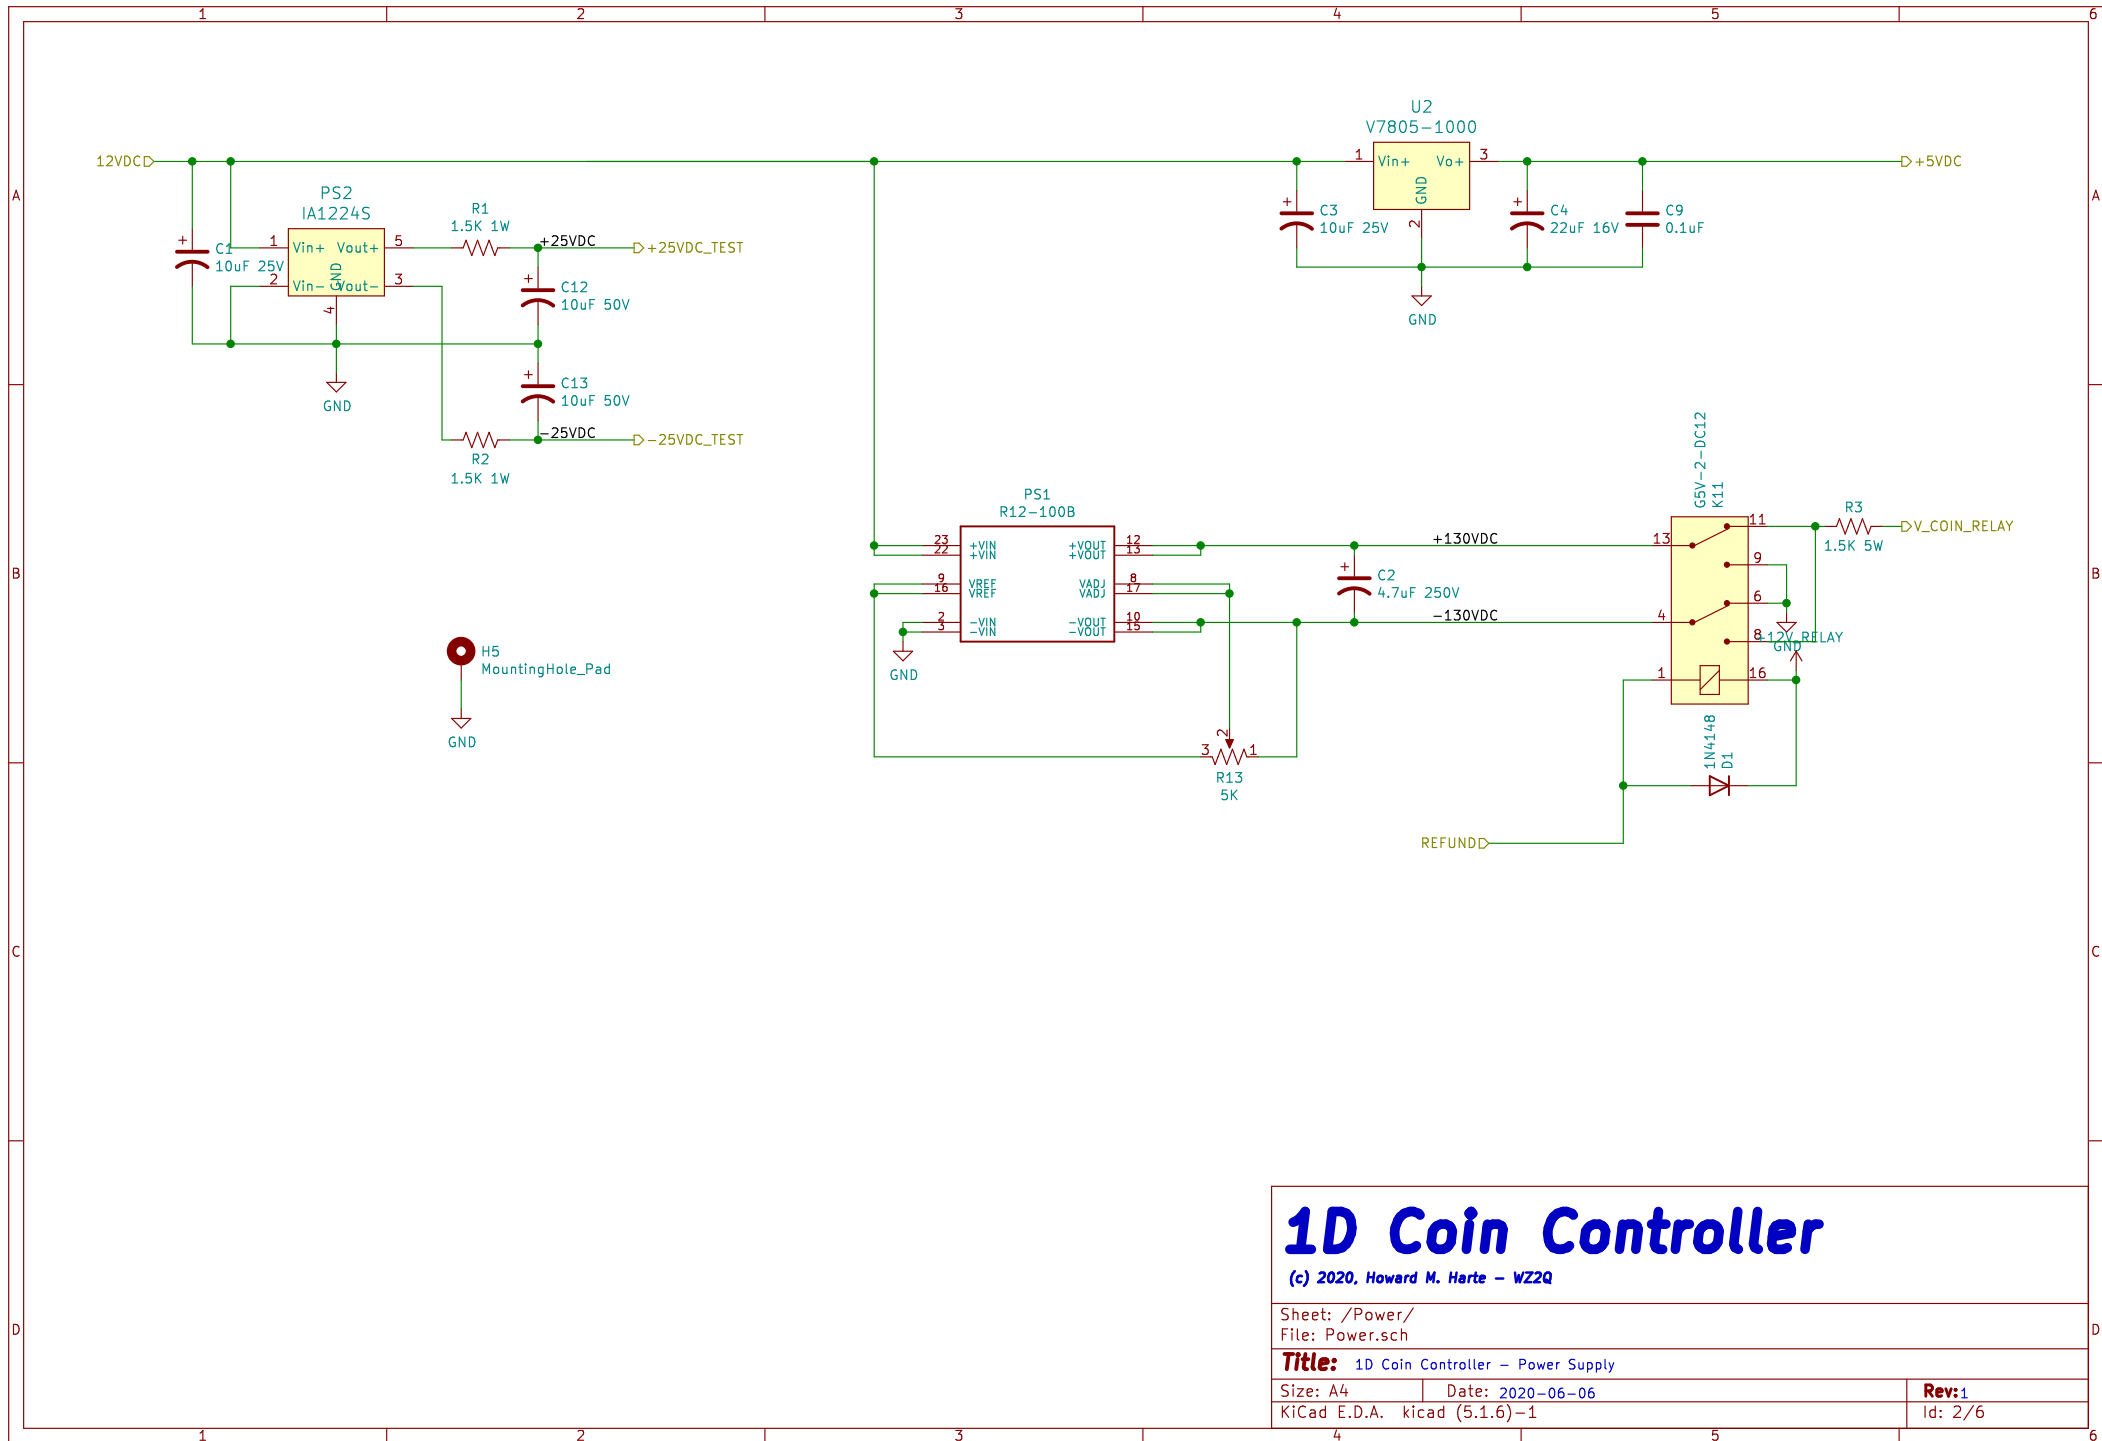 1 2 3 4 5 6
A A
B B
C C
D D
12VDC
C1
10uF 25V
PS2
IA1224S
1 Vin+ Vout+ 5
2 Vin- Vout- 3
GND
4
GND
R1
1.5K 1W
+25VDC
+25VDC_TEST
C12
10uF 50V
C13
10uF 50V
-25VDC
-25VDC_TEST
R2
1.5K 1W
H5
MountingHole_Pad
GND
U2
V7805-1000
1 Vin+ Vo+ 3
GND
2
C3
10uF 25V
C4
22uF 16V
C9
0.1uF
GND
+5VDC
PS1
R12-100B
23 +VIN +VOUT 12
22 +VIN +VOUT 13
9 VREF VADJ 8
16 VREF VADJ 17
2 -VIN -VOUT 10
3 -VIN -VOUT 15
GND
+130VDC
C2
4.7uF 250V
-130VDC
2
3 1
R13
5K
G5V-2-DC12
K11
13 11
9
4 6
8
1 16
R3
1.5K 5W
V_COIN_RELAY
+12V_RELAY
GND
1N4148
D1
REFUND
1D Coin Controller
(c) 2020, Howard M. Harte - WZ2Q
Sheet: /Power/
File: Power.sch
Title: 1D Coin Controller - Power Supply
Size: A4 Date: 2020-06-06 Rev: 1
KiCad E.D.A. kicad (5.1.6)-1 Id: 2/6
1 2 3 4 5 6